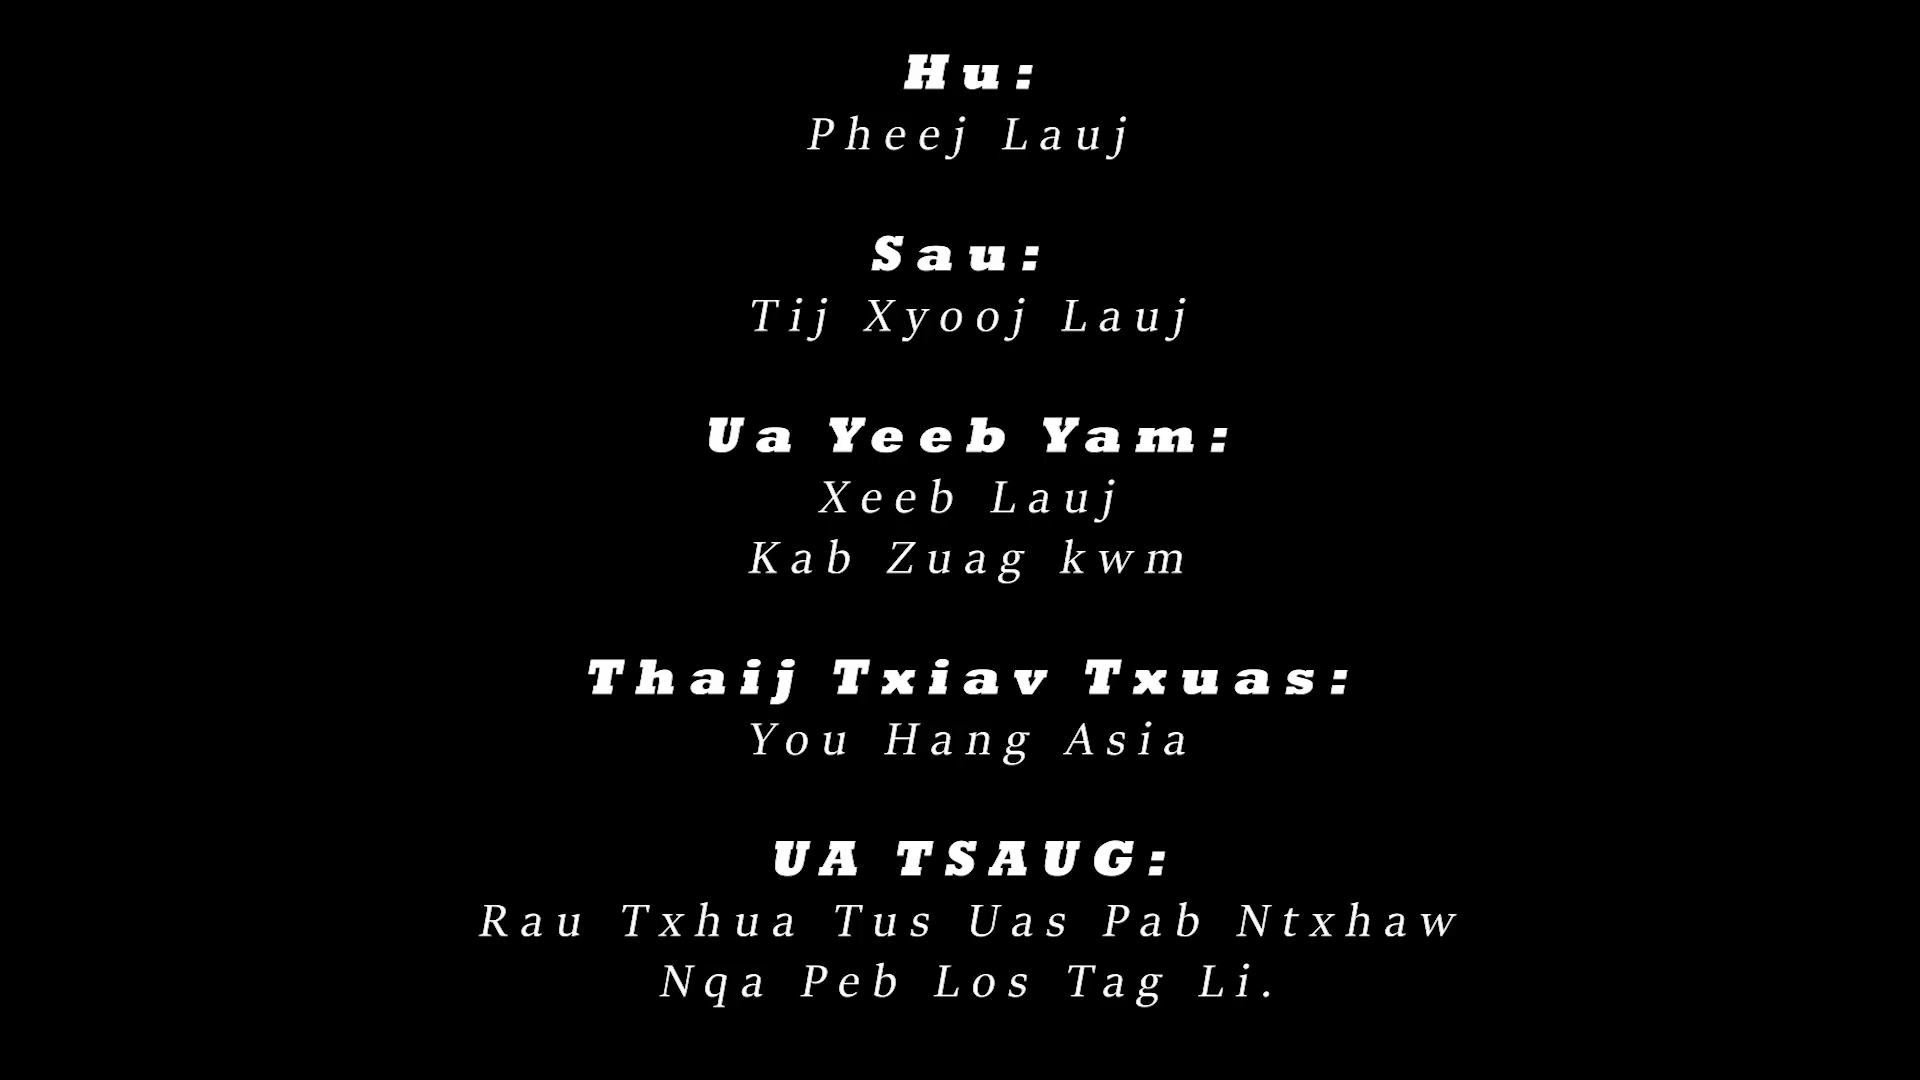 Hu:
Pheej Lauj
Sau:
Tij Xyooj Lauj
Ua Yeeb Yam:
Xeeb Lauj
Kab Zuag kwm
Thaij Txiav Txuas:
You Hang Asia
UA TSAUG:
Rau Txhua Tus Uas Pab Ntxhaw
Nqa Peb Los Tag Li.